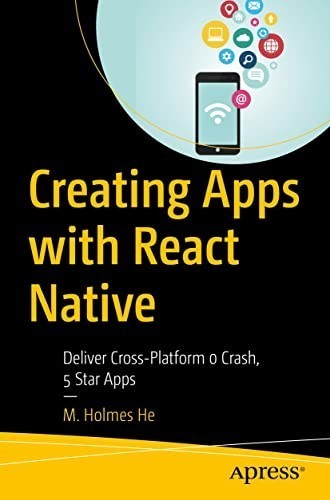 @
Creating Apps
with React
Native
Deliver Cross-Platform 0 Crash,
5 Star Apps
—
M. Holmes He
Apress®